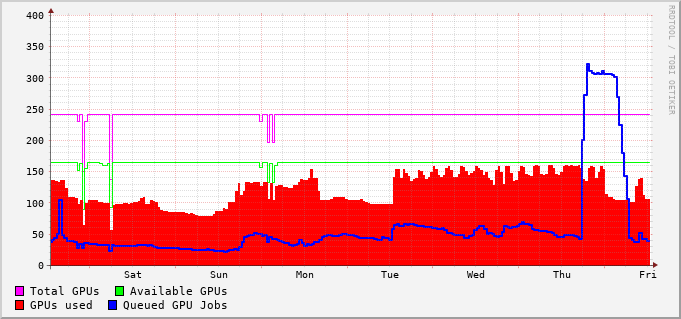 400
350
300
250
200
150
100
50
0
Sat Sun Mon Tue Wed Thu Fri
Total GPUs Available GPUs
GPUs used Queued GPU Jobs
RRDTOOL / TOBI OETIKER